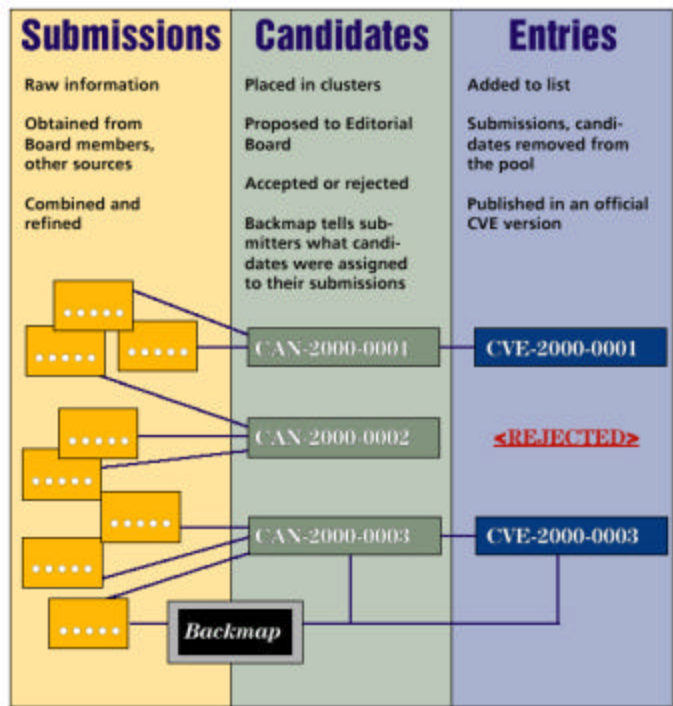 Submissions
Raw information
Obtained from
Board members,
other sources
Combined and
refined
Candidates
Placed in clusters
Proposed to Editorial
Board
Accepted or rejected
Backmap tells sub-
mitters what candi-
dates were assigned
to their submissions
Entries
Added to list
Submissions, candi-
dates removed from
the pool
Published in an official
CVE version
CAN-2000-0001
CVE-2000-0001
CAN-2000-0002
<REJECTED>
CAN-2000-0003
CVE-2000-0003
Backmap